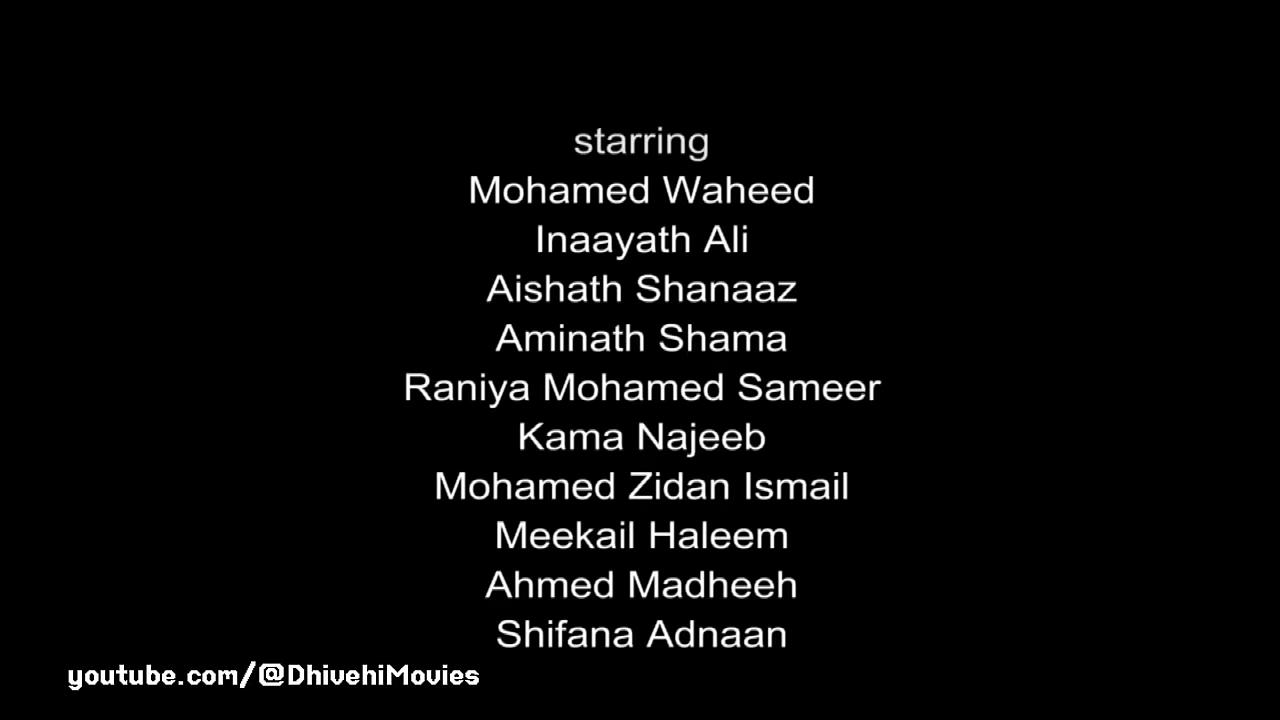 starring
Mohamed Waheed
Inaayath Ali
Aishath Shanaaz
Aminath Shama
Raniya Mohamed Sameer
Kama Najeeb
Mohamed Zidan Ismail
Meekail Haleem
Ahmed Madheeh
Shifana Adnaan
youtube.com/@DhivehiMovies